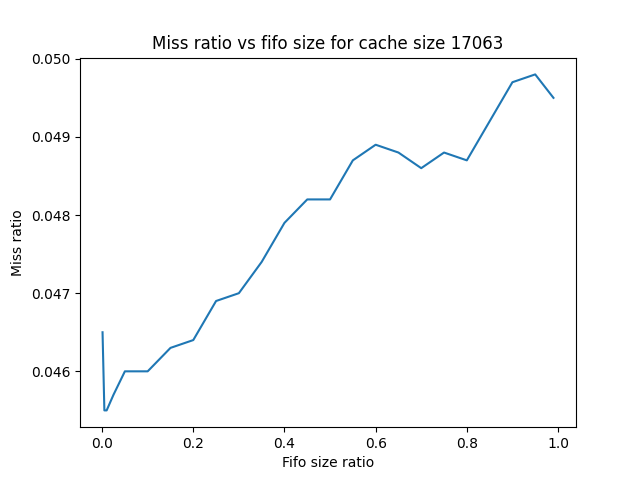 Miss ratio vs fifo size for cache size 17063
0.050
0.049
0.048
0.047
0.046
Miss ratio
0.0 0.2 0.4 0.6 0.8 1.0
Fifo size ratio